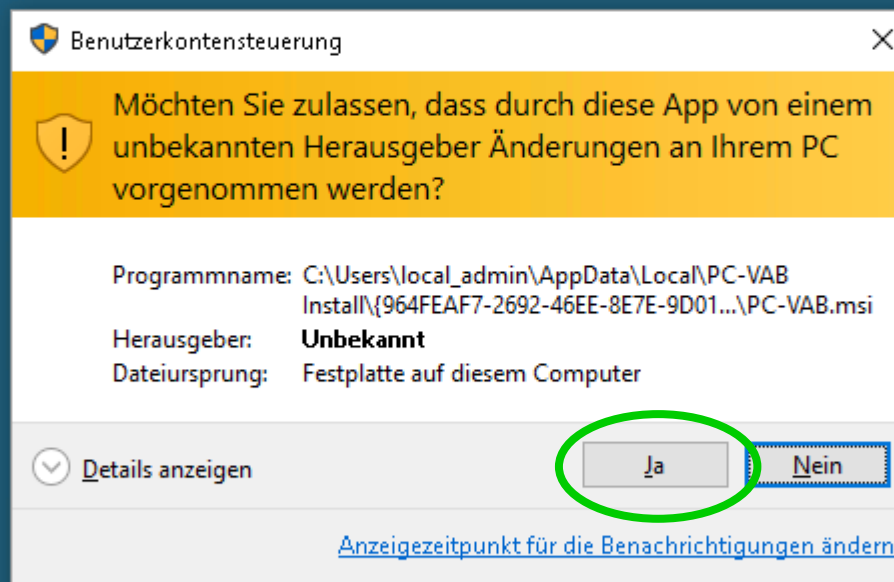 Benutzerkontensteuerung
Möchten Sie zulassen, dass durch diese App von einem
unbekannten Herausgeber Änderungen an Ihrem PC
vorgenommen werden?
Programmname: C:\Users\local_admin\AppData\Local\PC-VAB
Install\{964FEAF7-2692-46EE-8E7E-9D01...\PC-VAB.msi
Herausgeber: Unbekannt
Dateiursprung: Festplatte auf diesem Computer
Details anzeigen
Ja
Nein
Anzeigezeitpunkt für die Benachrichtigungen ändern